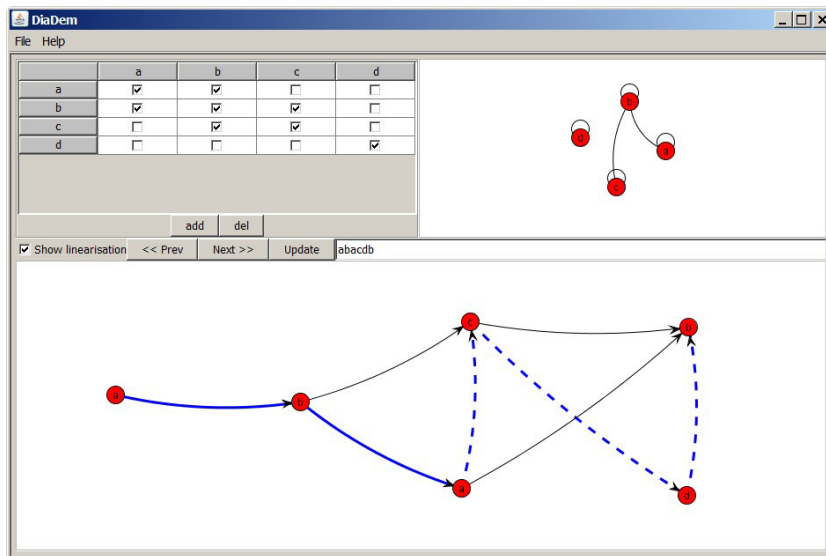 DiaDem
File Help
a b c d
a
b
c
d
add del
Show linearisation << Prev Next >> Update abacdb
b
d
a
c
c
b
a
b
a
d